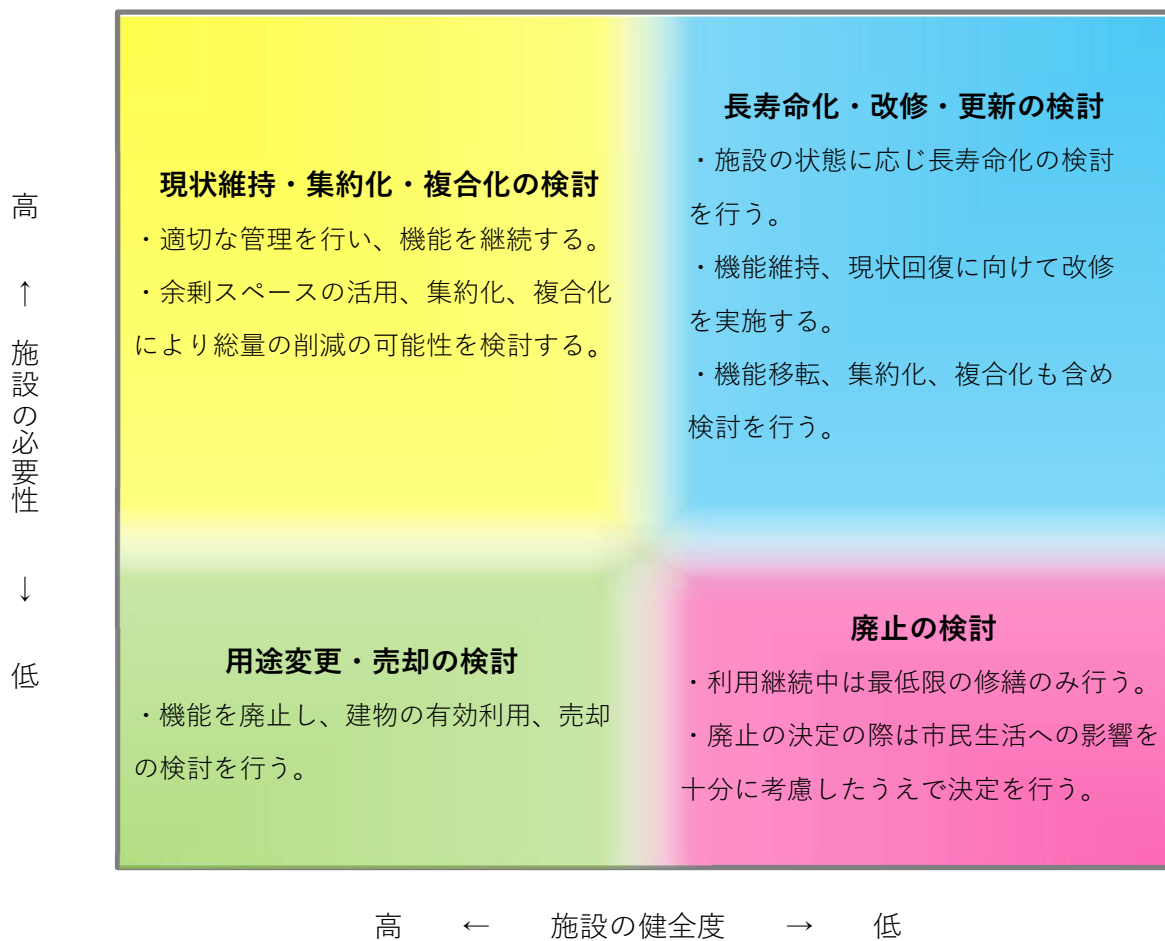 高
↑
施設の必要性
↓
低
現状維持・集約化・複合化の検討
・適切な管理を行い、機能を継続する。
・余剰スペースの活用、集約化、複合化
により総量の削減の可能性を検討する。
長寿命化・改修・更新の検討
・施設の状態に応じ長寿命化の検討
を行う。
・機能維持、現状回復に向けて改修
を実施する。
・機能移転、集約化、複合化も含め
検討を行う。
用途変更・売却の検討
・機能を廃止し、建物の有効利用、売却
の検討を行う。
廃止の検討
・利用継続中は最低限の修繕のみ行う。
・廃止の決定の際は市民生活への影響を
十分に考慮したうえで決定を行う。
高 ← 施設の健全度 → 低